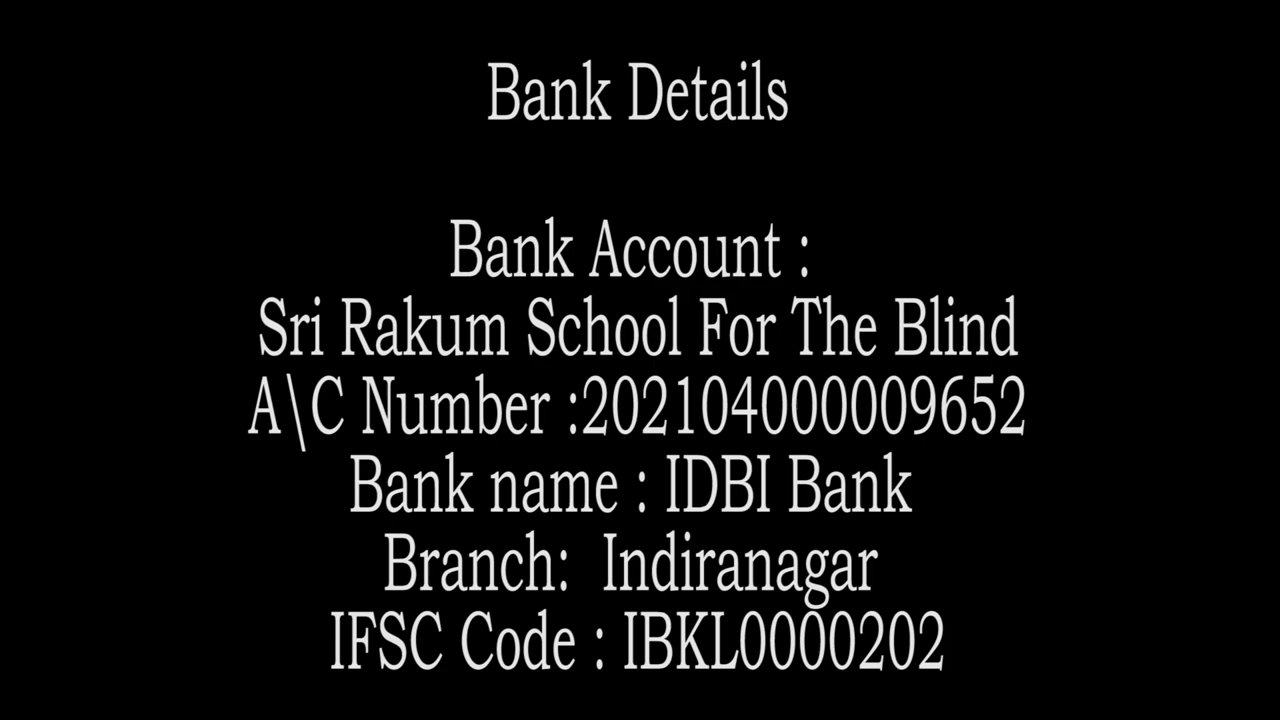 Bank Details
Bank Account :
Sri Rakum School For The Blind
A\C Number :202104000009652
Bank name : IDBI Bank
Branch:  Indiranagar
IFSC Code : IBKL0000202